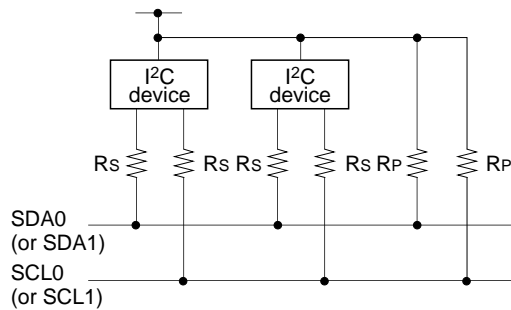 I²C
device
I²C
device
RS
RS
RS
RS
RP
RP
SDA0
(or SDA1)
SCL0
(or SCL1)